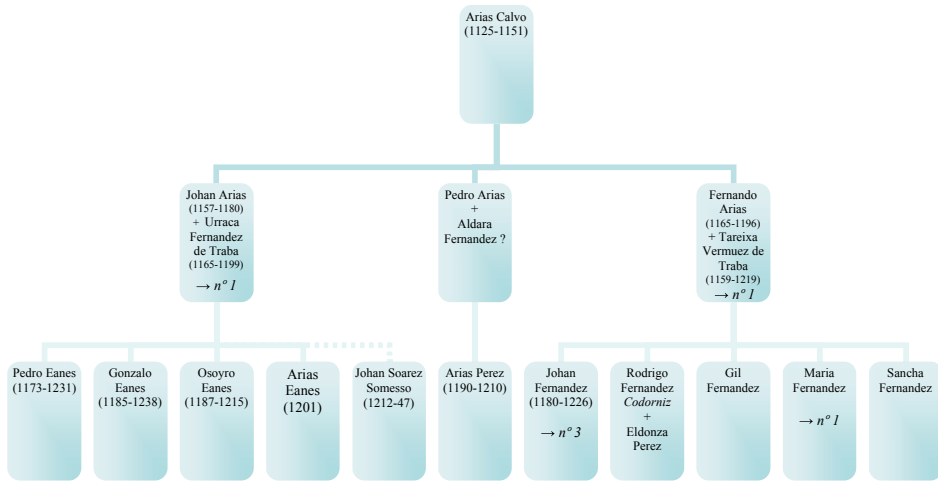 Arias Calvo
(1125-1151)
Johan Arias
(1157-1180)
+ Urraca
Fernandez
de Traba
(1165-1199)
→ nº 1
Pedro Arias
+
Aldara
Fernandez ?
Fernando
Arias
(1165-1196)
+ Tareixa
Vermuez de
Traba
(1159-1219)
→ nº 1
Pedro Eanes
(1173-1231)
Gonzalo
Eanes
(1185-1238)
Osoyro
Eanes
(1187-1215)
Arias
Eanes
(1201)
Johan Soarez
Somesso
(1212-47)
Arias Perez
(1190-1210)
Johan
Fernandez
(1180-1226)
→ nº 3
Rodrigo
Fernandez
Codorniz
+
Eldonza
Perez
Gil
Fernandez
Maria
Fernandez
→ nº 1
Sancha
Fernandez